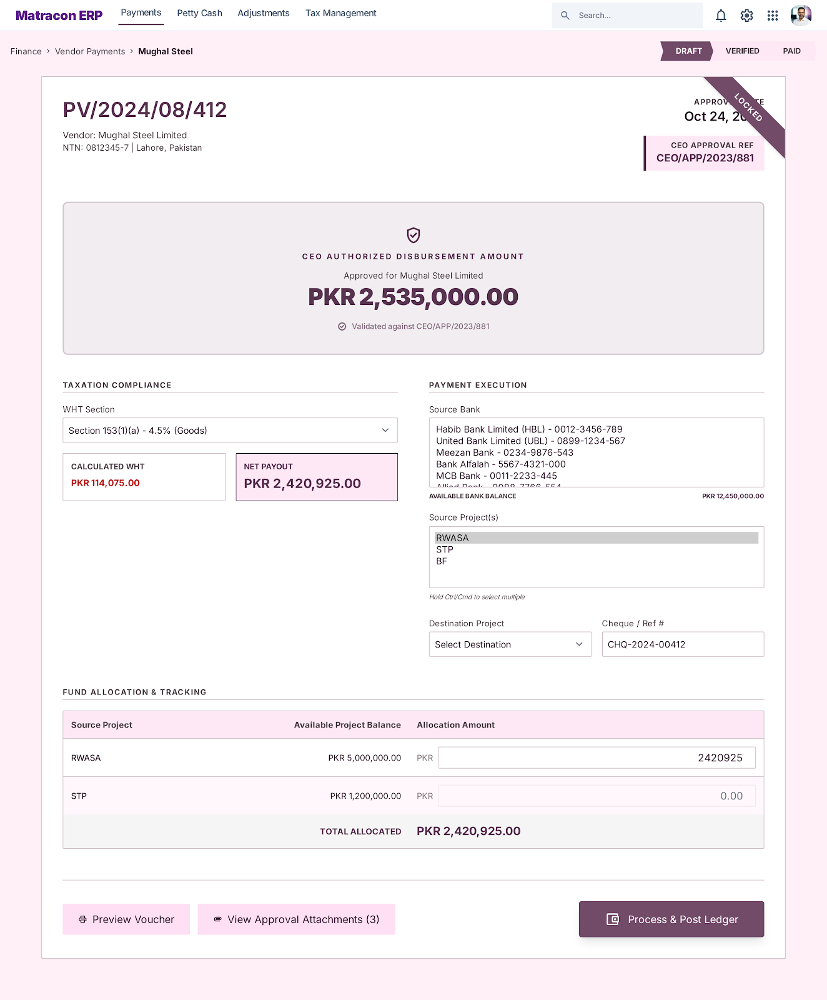 Matracon ERP
Payments
Petty Cash
Adjustments
Tax Management
Search...
Finance › Vendor Payments › Mughal Steel
DRAFT
VERIFIED
PAID
PV/2024/08/412
Vendor: Mughal Steel Limited
NTN: 0812345-7 | Lahore, Pakistan
LOCKED
Oct 24,
CEO APPROVAL REF
CEO/APP/2023/881
CEO AUTHORIZED DISBURSEMENT AMOUNT
Approved for Mughal Steel Limited
PKR 2,535,000.00
Validated against CEO/APP/2023/881
TAXATION COMPLIANCE
WHT Section
Section 153(1)(a) - 4.5% (Goods)
CALCULATED WHT
PKR 114,075.00
NET PAYOUT
PKR 2,420,925.00
PAYMENT EXECUTION
Source Bank
Habib Bank Limited (HBL) - 0012-3456-789
United Bank Limited (UBL) - 0899-1234-567
Meezan Bank - 0234-9876-543
Bank Alfalah - 5567-4321-000
MCB Bank - 0011-2233-445
Allied Bank - 9988-7766-554
AVAILABLE BANK BALANCE
PKR 12,450,000.00
Source Project(s)
RWASA
STP
BF
Hold Ctrl/Cmd to select multiple
Destination Project
Select Destination
Cheque / Ref #
CHQ-2024-00412
FUND ALLOCATION & TRACKING
Source Project
Available Project Balance
Allocation Amount
RWASA
PKR 5,000,000.00
PKR
2420925
STP
PKR 1,200,000.00
PKR
0.00
TOTAL ALLOCATED
PKR 2,420,925.00
Preview Voucher
View Approval Attachments (3)
Process & Post Ledger